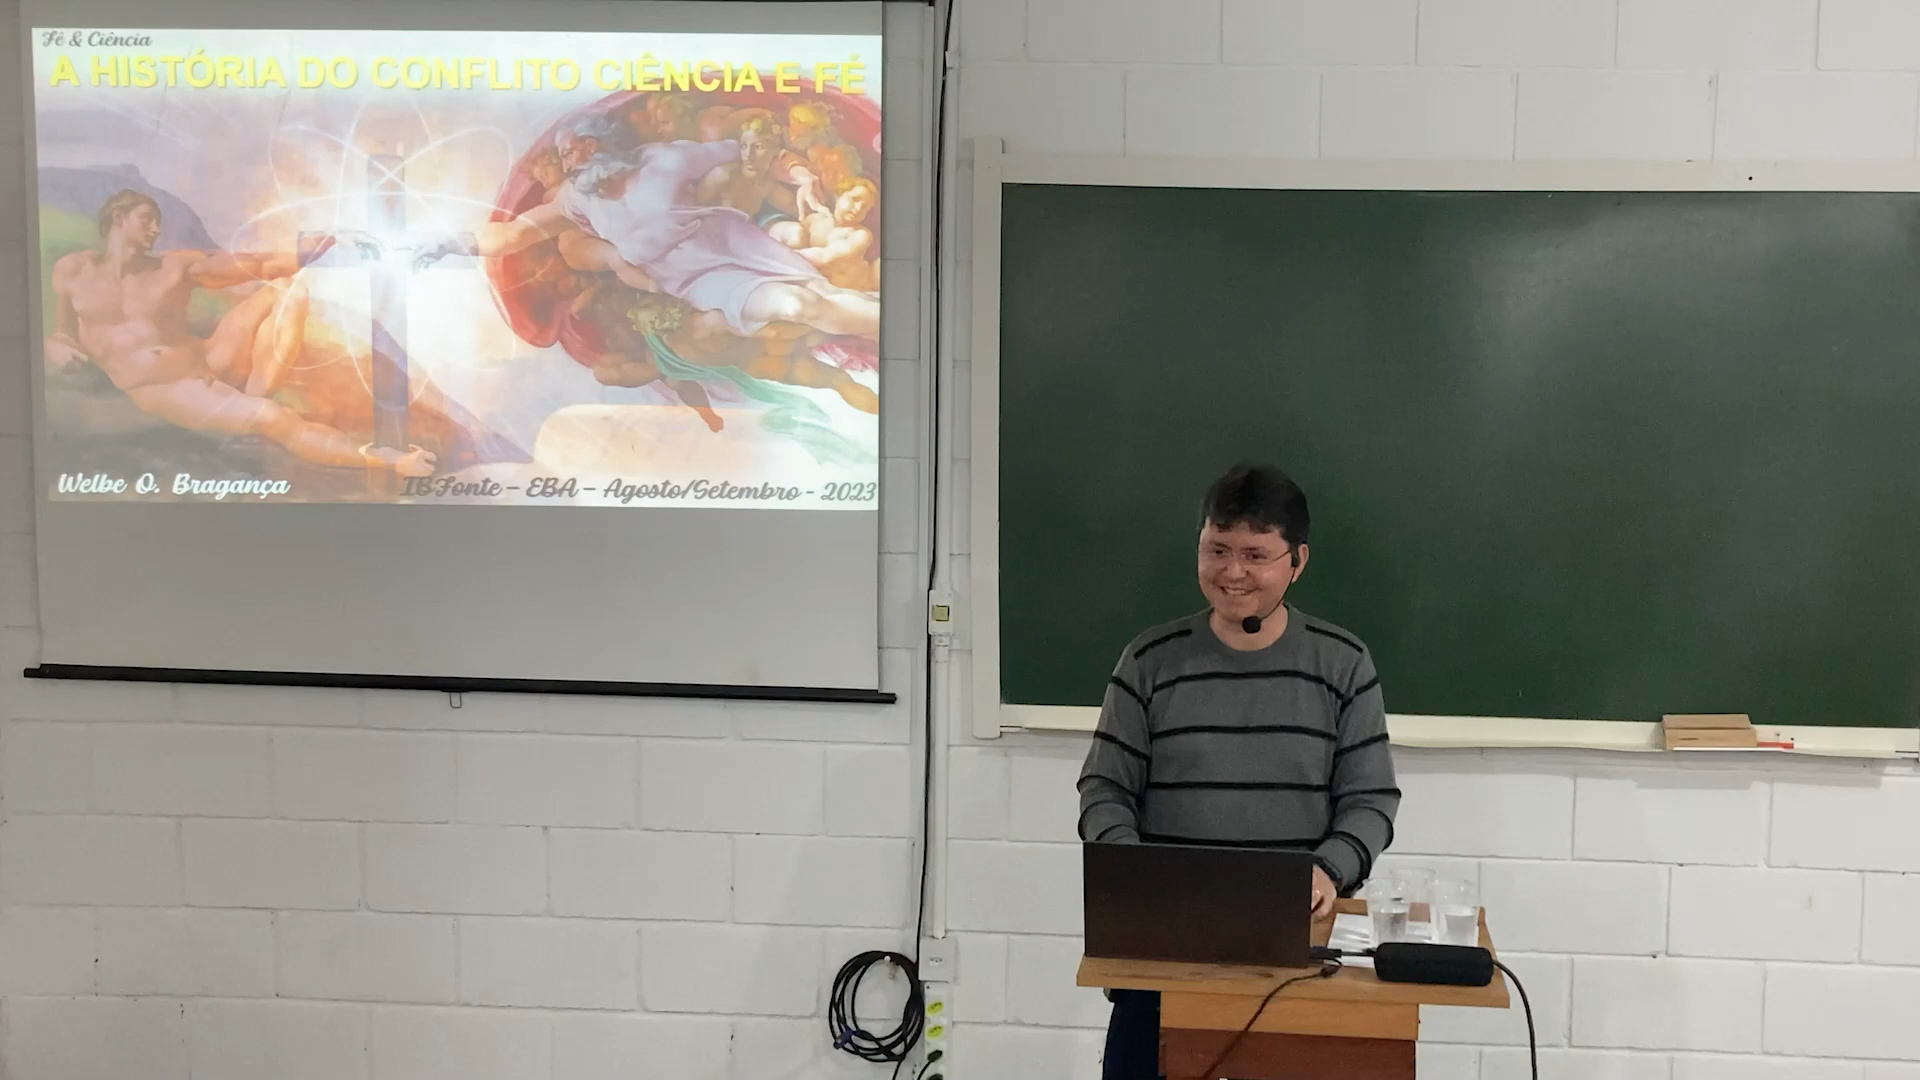 Fé & Ciência
A HISTÓRIA DO CONFLITO CIÊNCIA E FÉ
Welbe O. Bragança
IBFonte – EBA – Agosto/Setembro - 2023